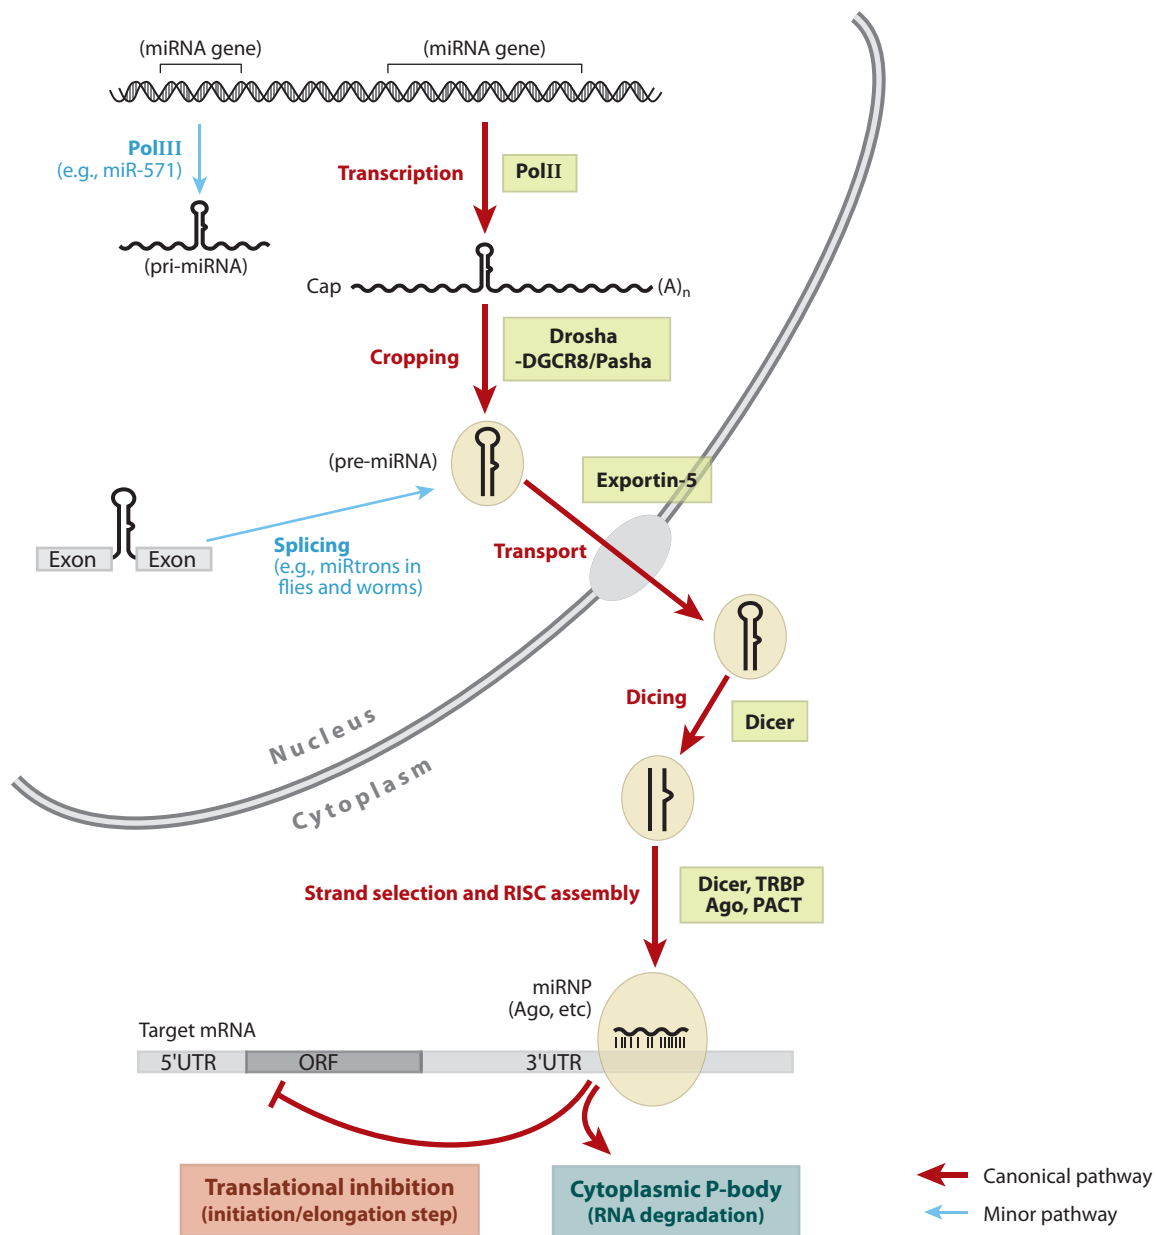 (miRNA gene)
(miRNA gene)
PolIII
(e.g., miR-571)
Transcription
PolII
(pri-miRNA)
Cap
(A)n
Cropping
Drosha
-DGCR8/Pasha
(pre-miRNA)
Exportin-5
Exon
Exon
Splicing
(e.g., miRtrons in
flies and worms)
Transport
Dicing
Dicer
Nucleus
Cytoplasm
Strand selection and RISC assembly
Dicer, TRBP
Ago, PACT
miRNP
(Ago, etc)
Target mRNA
5'UTR
ORF
3'UTR
Translational inhibition
(initiation/elongation step)
Cytoplasmic P-body
(RNA degradation)
Canonical pathway
Minor pathway